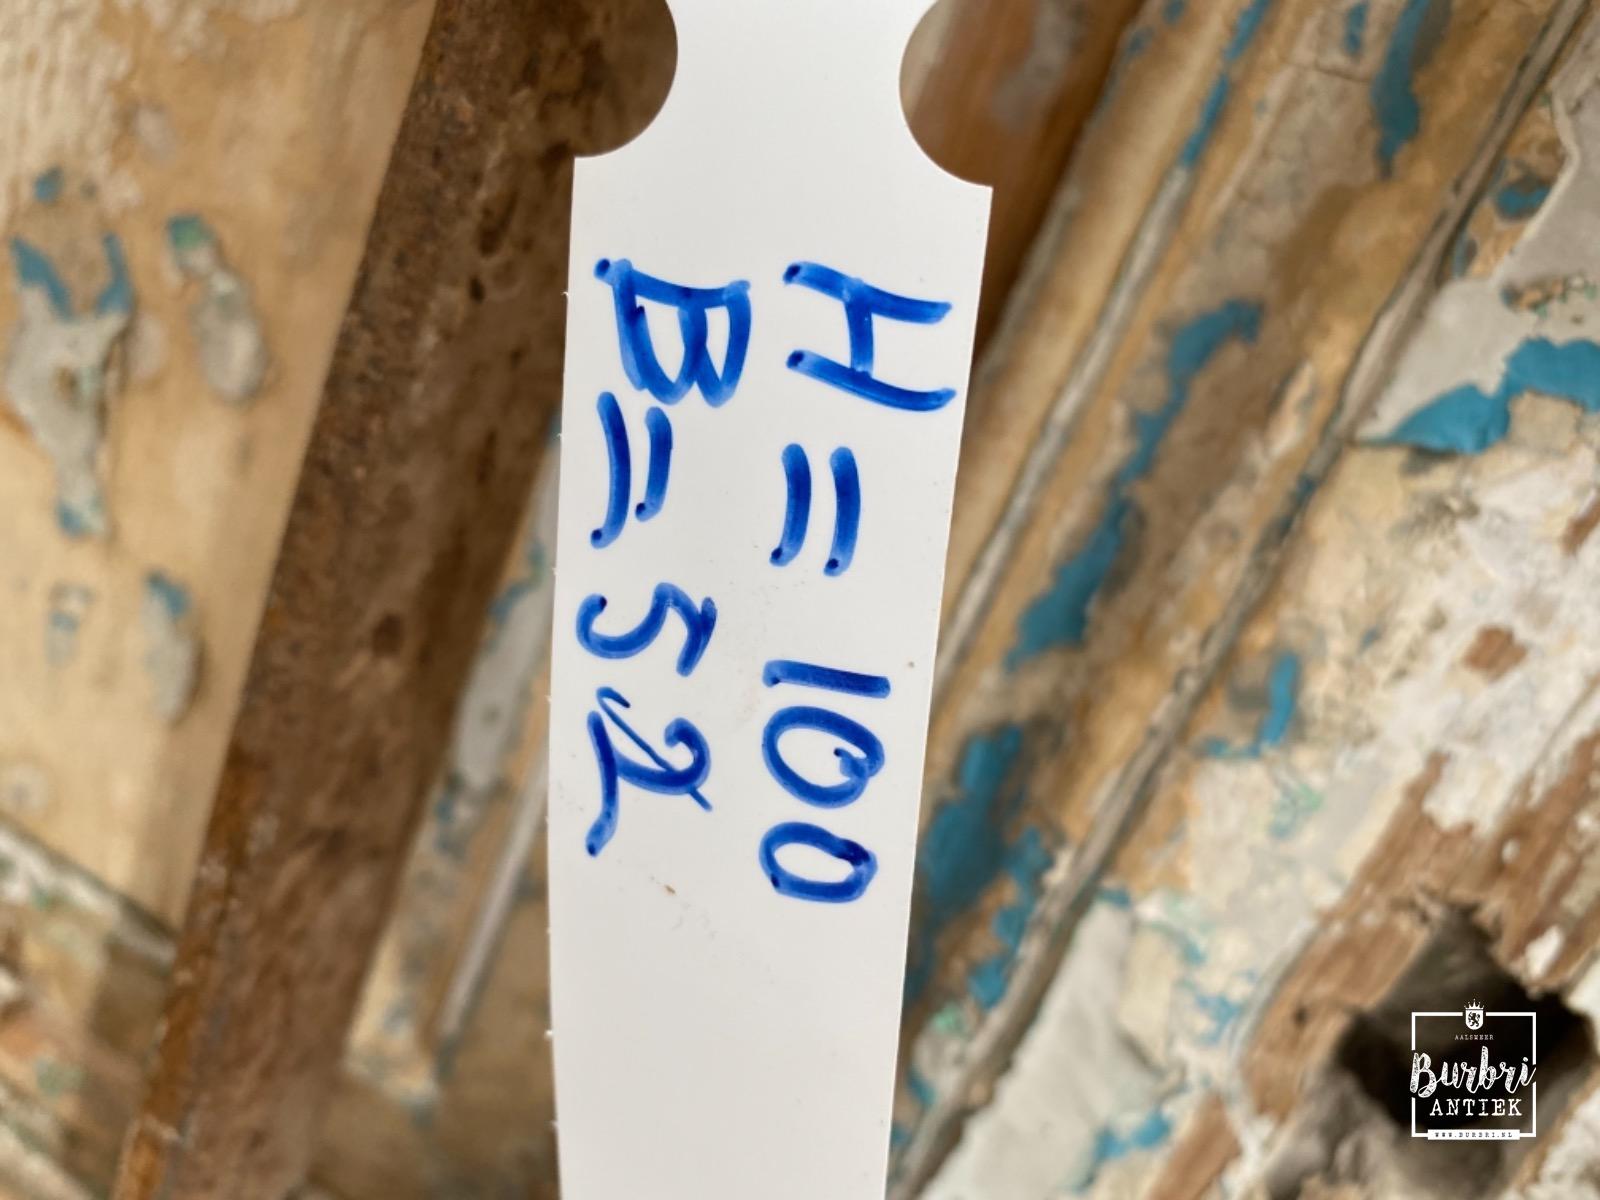 H = 100
B = 52
AALSMEER
Burbri
ANTIEK
WWW.BURBRI.NL